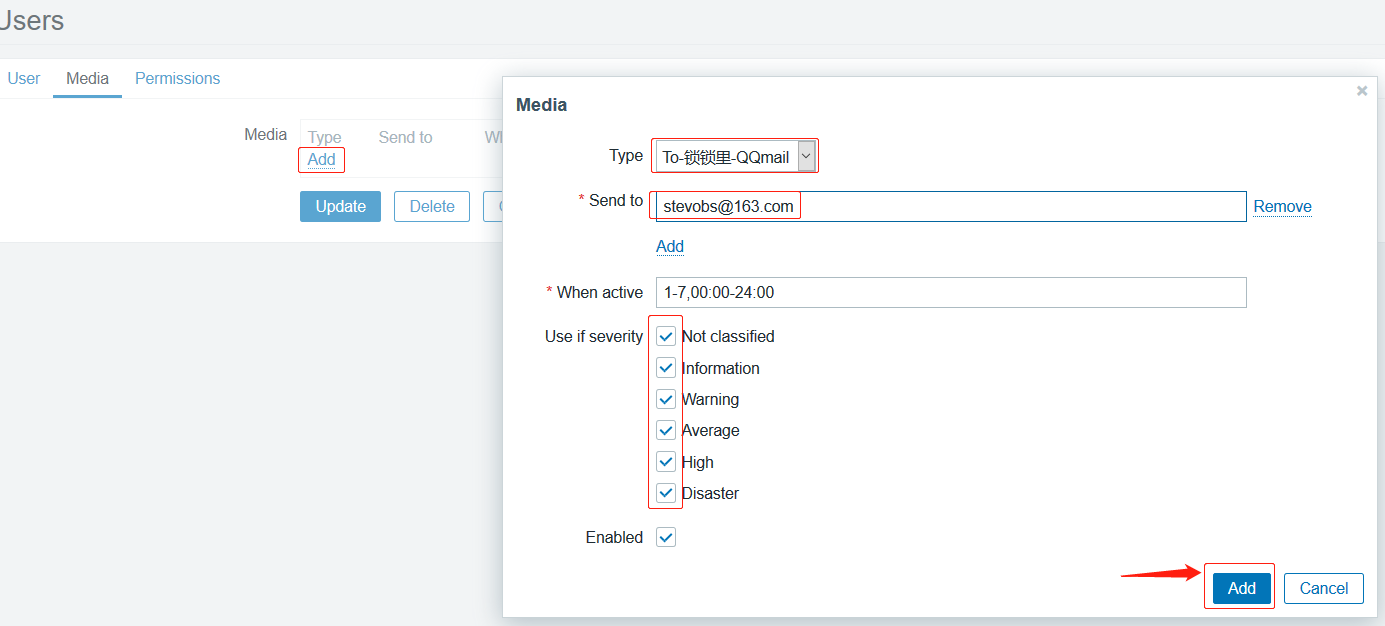 Users
User Media Permissions
Media Type Send to
Add
Update Delete
Media
Type To-锁锁里-QQmail
* Send to stevobs@163.com Remove
Add
* When active 1-7,00:00-24:00
Use if severity Not classified
Information
Warning
Average
High
Disaster
Enabled
Add Cancel